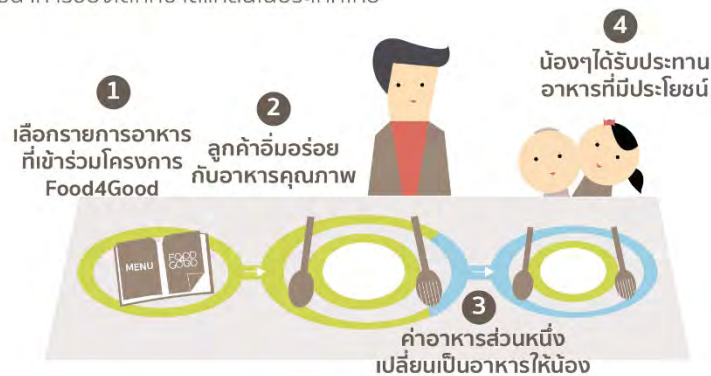 1
เลือกรายการอาหาร
ที่เข้าร่วมโครงการ
Food4Good
2
ลูกค้าอิ่มอร่อย
กับอาหารคุณภาพ
4
น้องๆได้รับประทาน
อาหารที่มีประโยชน์
MENU
FOOD
4
GOOD
3
ค่าอาหารส่วนหนึ่ง
เปลี่ยนเป็นอาหารให้น้อง